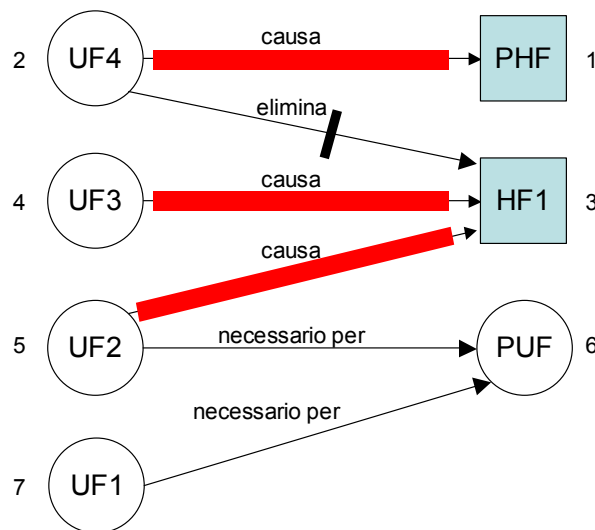 causa
2 UF4 PHF 1
elimina
causa
4 UF3 HF1 3
causa
necessario per
5 UF2 PUF 6
necessario per
7 UF1